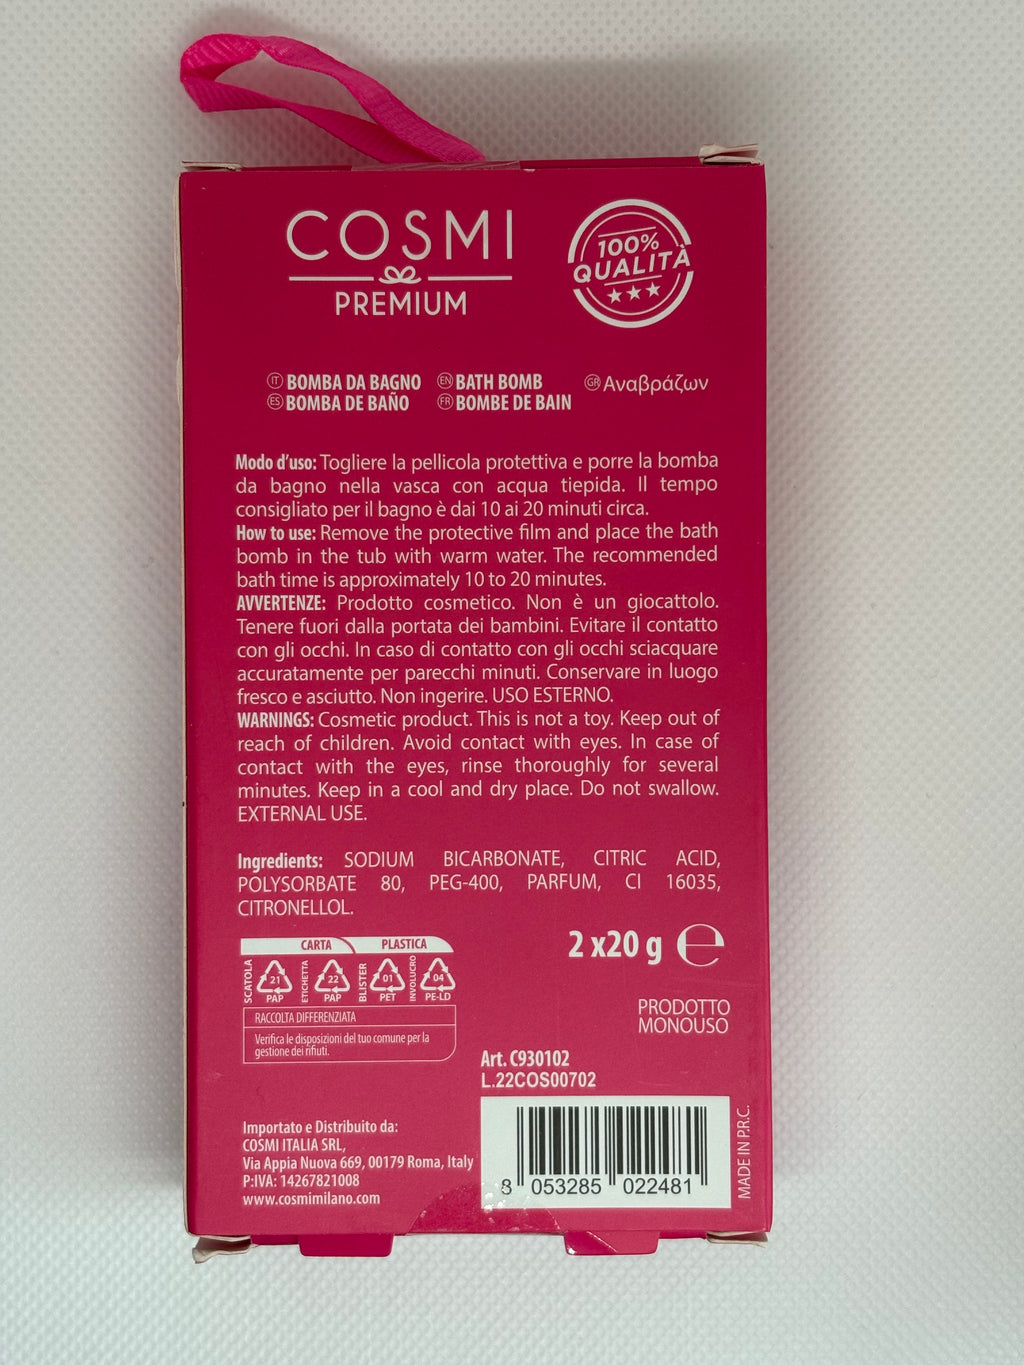 COSMI
PREMIUM
100%
QUALITÀ
IT BOMBA DA BAGNO
ES BOMBA DE BAÑO
EN BATH BOMB
FR BOMBE DE BAIN
GR Αναβράζων
Modo d'uso: Togliere la pellicola protettiva e porre la bomba
da bagno nella vasca con acqua tiepida. Il tempo
consigliato per il bagno è dai 10 ai 20 minuti circa.
How to use: Remove the protective film and place the bath
bomb in the tub with warm water. The recommended
bath time is approximately 10 to 20 minutes.
AVVERTENZE: Prodotto cosmetico. Non è un giocattolo.
Tenere fuori dalla portata dei bambini. Evitare il contatto
con gli occhi. In caso di contatto con gli occhi sciacquare
accuratamente per parecchi minuti. Conservare in luogo
fresco e asciutto. Non ingerire. USO ESTERNO.
WARNINGS: Cosmetic product. This is not a toy. Keep out of
reach of children. Avoid contact with eyes. In case of
contact with the eyes, rinse thoroughly for several
minutes. Keep in a cool and dry place. Do not swallow.
EXTERNAL USE.
Ingredients: SODIUM BICARBONATE, CITRIC ACID,
POLYSORBATE 80, PEG-400, PARFUM, CI 16035,
CITRONELLOL.
CARTA PLASTICA
SCATOLA 21 PAP
ETICHETTA 22 PAP
BLISTER 01 PET
INVOLUCRO 04 PE-LD
RACCOLTA DIFFERENZIATA
Verifica le disposizioni del tuo comune per la
gestione dei rifiuti.
2 x20 g e
PRODOTTO
MONOUSO
Art. C930102
L.22COS00702
Importato e Distribuito da:
COSMI ITALIA SRL,
Via Appia Nuova 669, 00179 Roma, Italy
P:IVA: 14267821008
www.cosmimilano.com
8 053285 022481
MADE IN P.R.C.